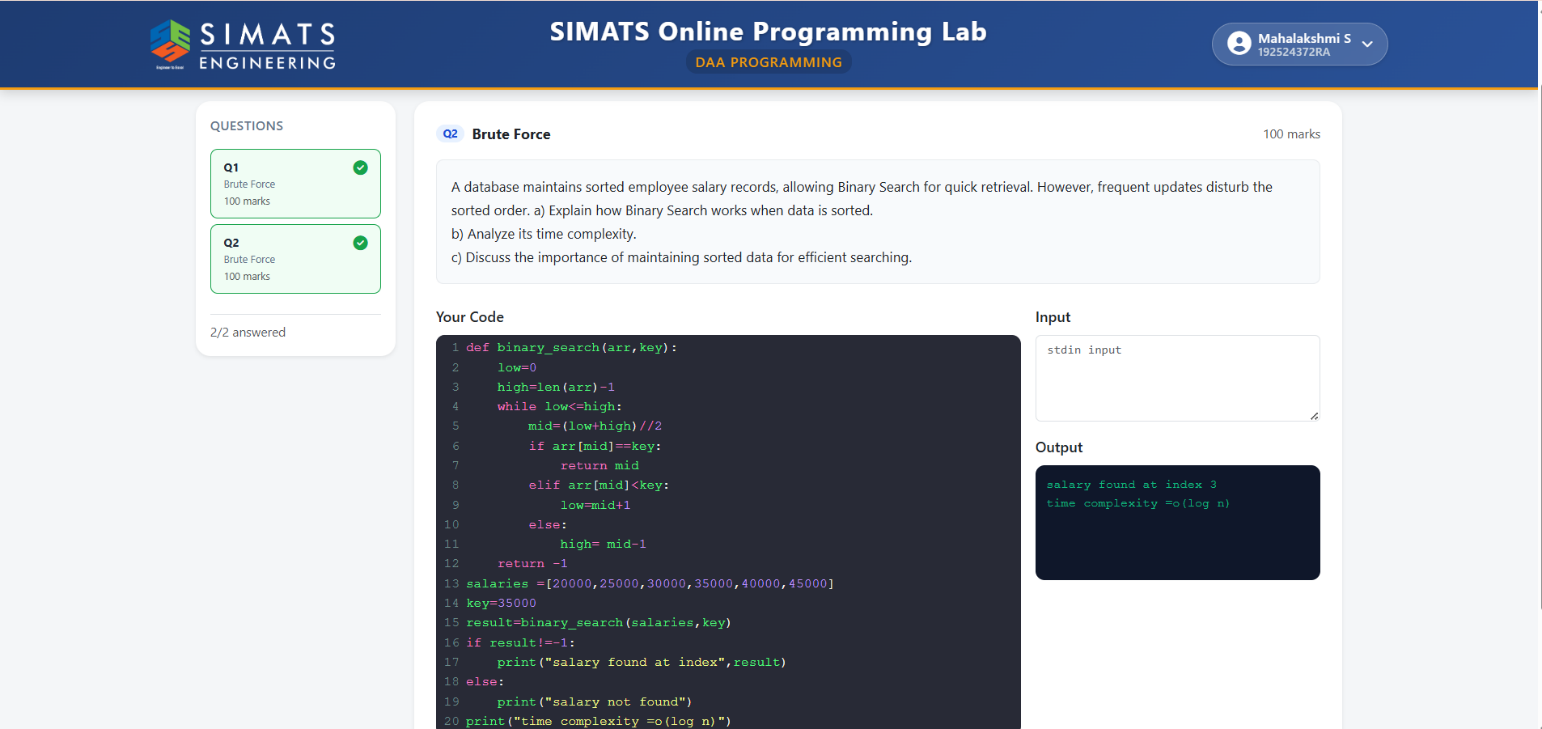 SIMATS
ENGINEERING
Engineer to Excel
SIMATS Online Programming Lab
DAA PROGRAMMING
Mahalakshmi S
192524372RA
QUESTIONS
Q1
Brute Force
100 marks
Q2
Brute Force
100 marks
2/2 answered
Q2 Brute Force
100 marks
A database maintains sorted employee salary records, allowing Binary Search for quick retrieval. However, frequent updates disturb the
sorted order. a) Explain how Binary Search works when data is sorted.
b) Analyze its time complexity.
c) Discuss the importance of maintaining sorted data for efficient searching.
Your Code
1 def binary_search(arr,key):
2     low=0
3     high=len(arr)-1
4     while low<=high:
5         mid=(low+high)//2
6         if arr[mid]==key:
7             return mid
8         elif arr[mid]<key:
9             low=mid+1
10         else:
11             high= mid-1
12     return -1
13 salaries =[20000,25000,30000,35000,40000,45000]
14 key=35000
15 result=binary_search(salaries,key)
16 if result!=-1:
17     print("salary found at index",result)
18 else:
19     print("salary not found")
20 print("time complexity =o(log n)")
Input
stdin input
Output
salary found at index 3
time complexity =o(log n)